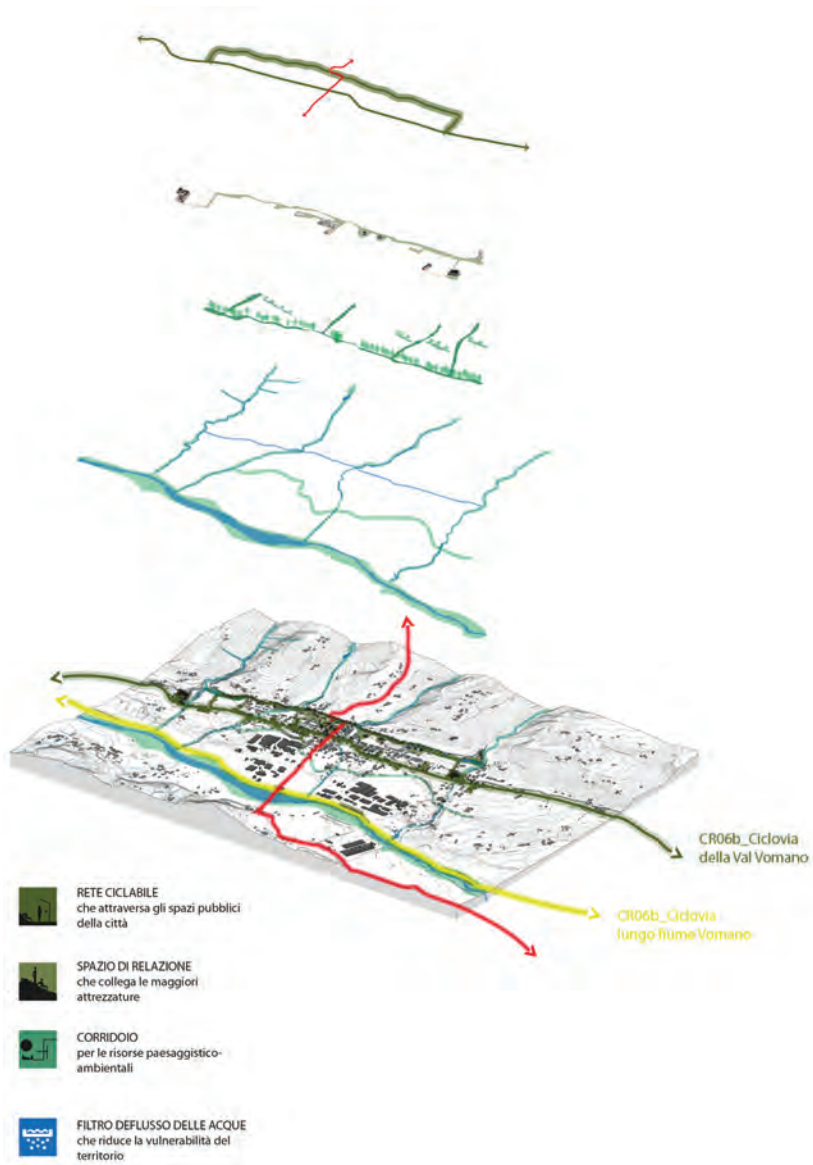 CR06b_Ciclovia
della Val Vomano
CR06b_Ciclovia
lungo fiume Vomano
RETE CICLABILE
che attraversa gli spazi pubblici
della città
SPAZIO DI RELAZIONE
che collega le maggiori
attrezzature
CORRIDOIO
per le risorse paesaggistico-
ambientali
FILTRO DEFLUSSO DELLE ACQUE
che riduce la vulnerabilità del
territorio